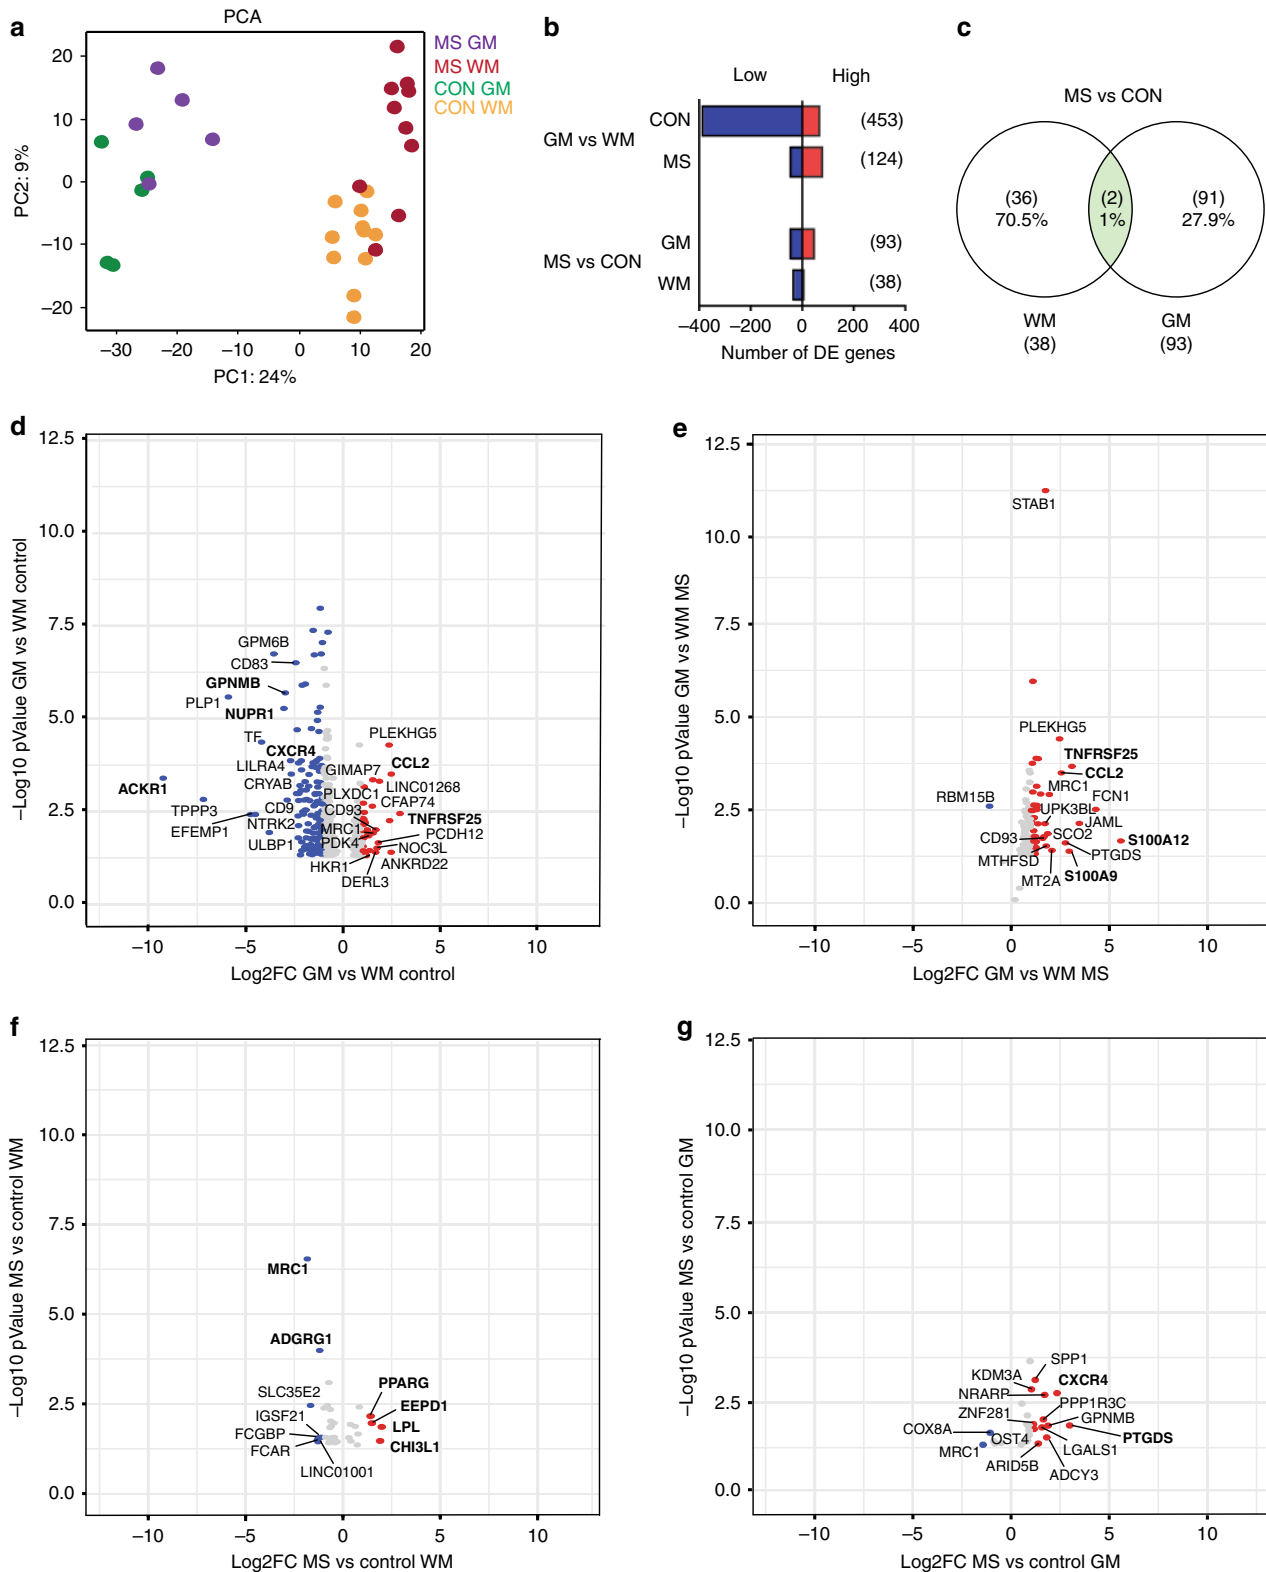 a
PCA
MS GM
MS WM
CON GM
CON WM
20
10
0
−10
−20
−30
−20
−10
0
10
20
PC2: 9%
PC1: 24%
b
Low
High
GM vs WM
CON
(453)
MS
(124)
MS vs CON
GM
(93)
WM
(38)
−400
−200
0
200
400
Number of DE genes
c
MS vs CON
(36)
70.5%
(2)
1%
(91)
27.9%
WM
(38)
GM
(93)
d
12.5
10.0
7.5
5.0
2.5
0.0
−Log10 pValue GM vs WM control
GPM6B
CD83
GPNMB
PLP1
NUPR1
TF
CXCR4
LILRA4
ACKR1
CRYAB
TPPP3
CD9
EFEMP1
NTRK2
ULBP1
PLEKHG5
CCL2
GIMAP7
LINC01268
PLXDC1
CFAP74
CD93
TNFRSF25
MRC1
PCDH12
PDK4
NOC3L
HKR1
ANKRD22
DERL3
−10
−5
0
5
10
Log2FC GM vs WM control
e
12.5
10.0
7.5
5.0
2.5
0.0
−Log10 pValue GM vs WM MS
STAB1
PLEKHG5
TNFRSF25
CCL2
MRC1
RBM15B
FCN1
UPK3BL
JAML
CD93
SCO2
S100A12
MTHFSD
PTGDS
MT2A
S100A9
−10
−5
0
5
10
Log2FC GM vs WM MS
f
12.5
10.0
7.5
5.0
2.5
0.0
−Log10 pValue MS vs control WM
MRC1
ADGRG1
SLC35E2
PPARG
IGSF21
EEPD1
FCGBP
LPL
FCAR
CHI3L1
LINC01001
−10
−5
0
5
10
Log2FC MS vs control WM
g
12.5
10.0
7.5
5.0
2.5
0.0
−Log10 pValue MS vs control GM
SPP1
KDM3A
CXCR4
NRARP
PPP1R3C
ZNF281
GPNMB
COX8A
OST4
PTGDS
MRC1
LGALS1
ARID5B
ADCY3
−10
−5
0
5
10
Log2FC MS vs control GM